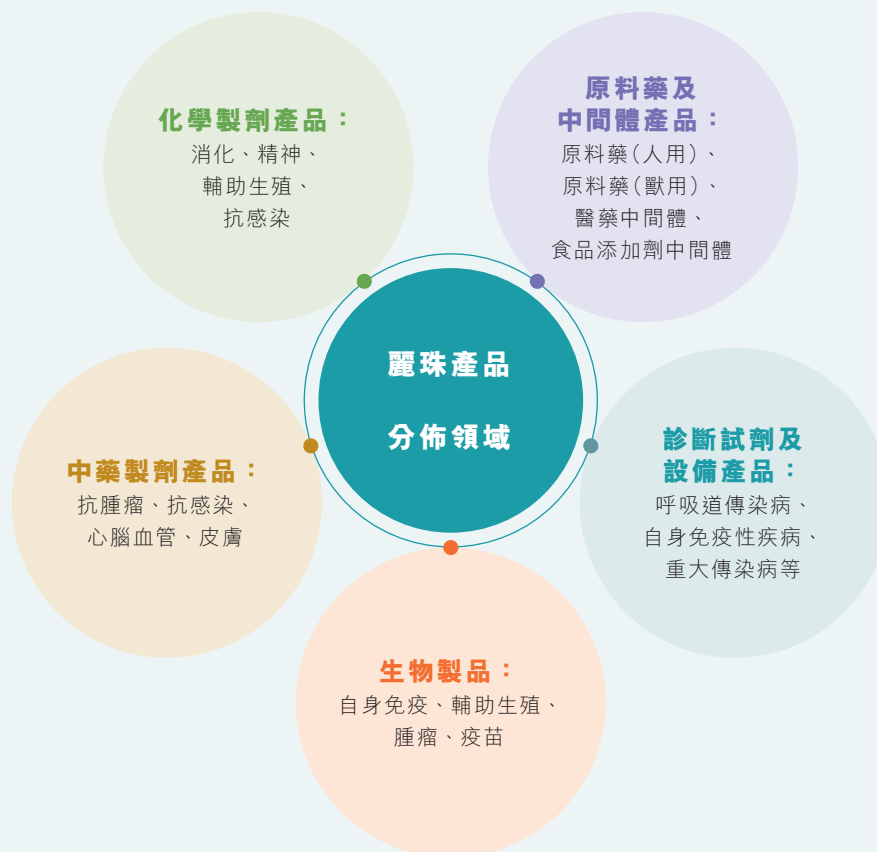 化學製劑產品：
消化、精神、
輔助生殖、
抗感染
原料藥及
中間體產品：
原料藥（人用）、
原料藥（獸用）、
醫藥中間體、
食品添加劑中間體
麗珠產品
分佈領域
中藥製劑產品：
抗腫瘤、抗感染、
心腦血管、皮膚
診斷試劑及
設備產品：
呼吸道傳染病、
自身免疫性疾病、
重大傳染病等
生物製品：
自身免疫、輔助生殖、
腫瘤、疫苗